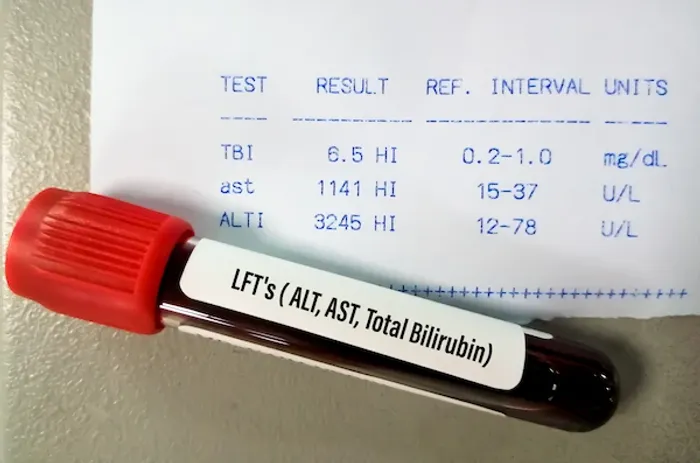 TEST RESULT REF. INTERVAL UNITS
---- ------------------ ------------------ -------
TBI 6.5 HI 0.2-1.0 mg/dL
ast 1141 HI 15-37 U/L
ALTI 3245 HI 12-78 U/L
++++++++++++++++++++++++++++++
LFT's ( ALT, AST, Total Bilirubin)